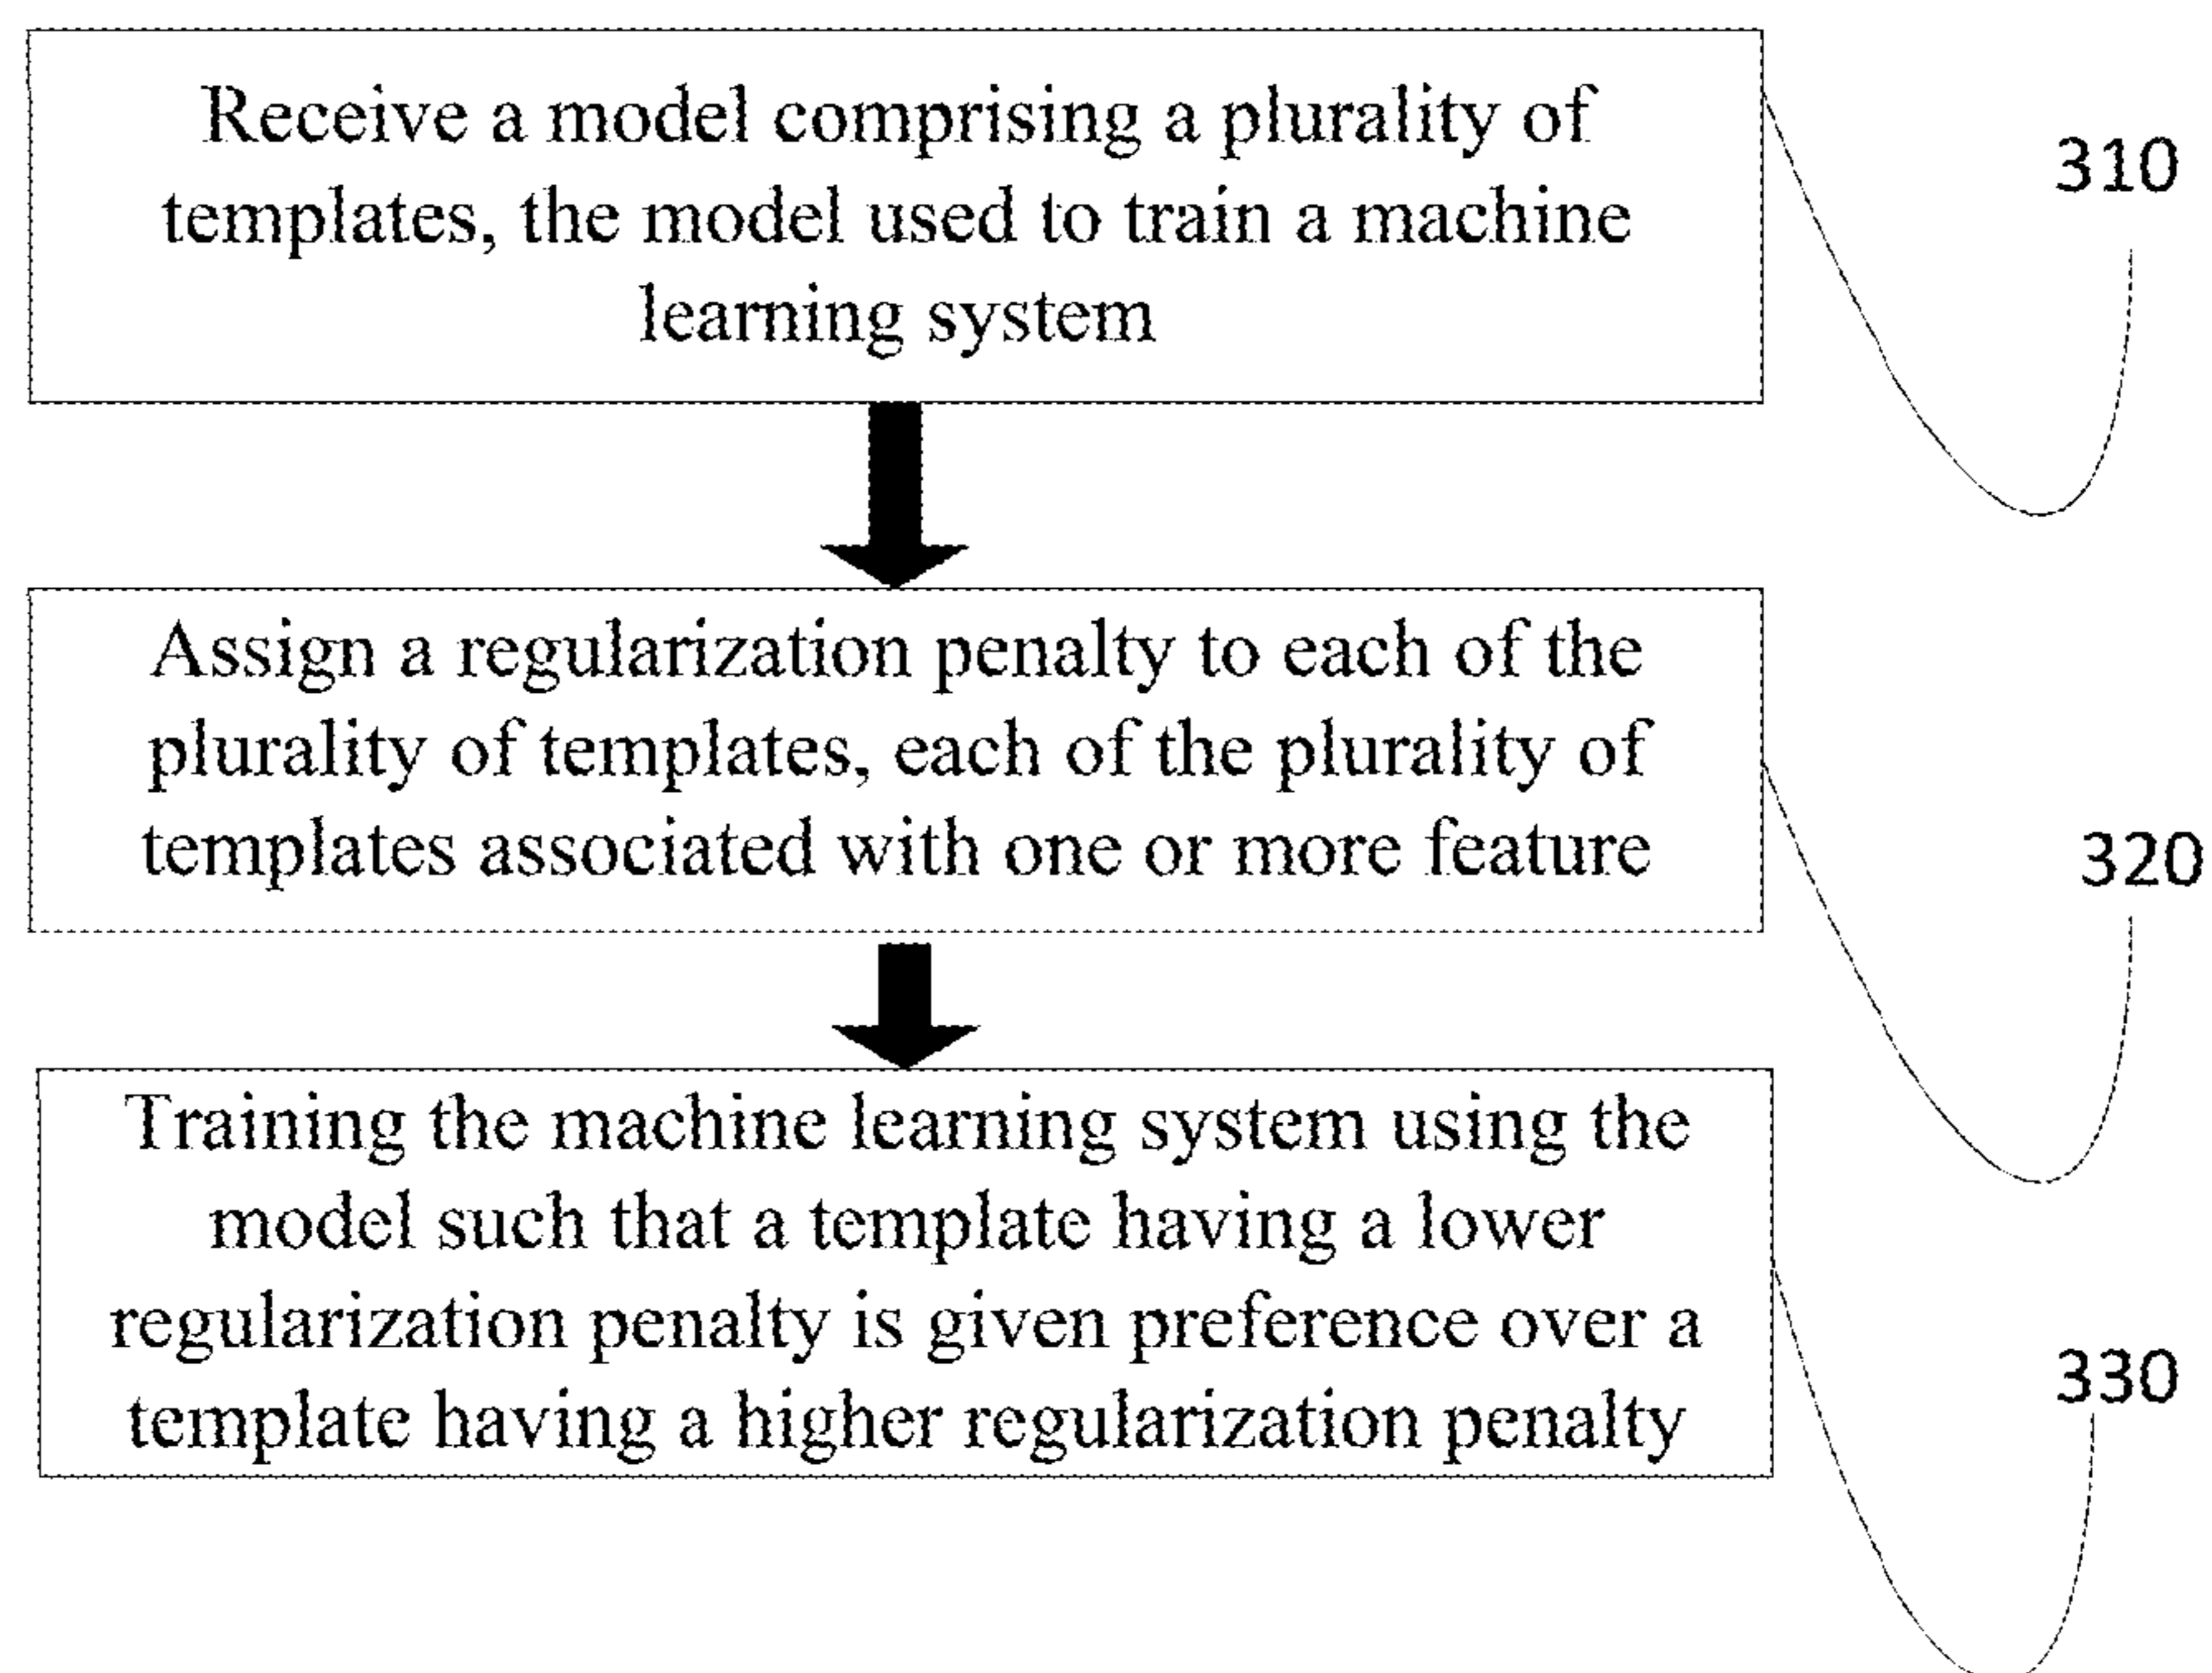 Receive a model comprising a plurality of
templates, the model used to train a machine
learning system
310
Assign a regularization penalty to each of the
plurality of templates, each of the plurality of
templates associated with one or more feature
320
Training the machine learning system using the
model such that a template having a lower
regularization penalty is given preference over a
template having a higher regularization penalty
330